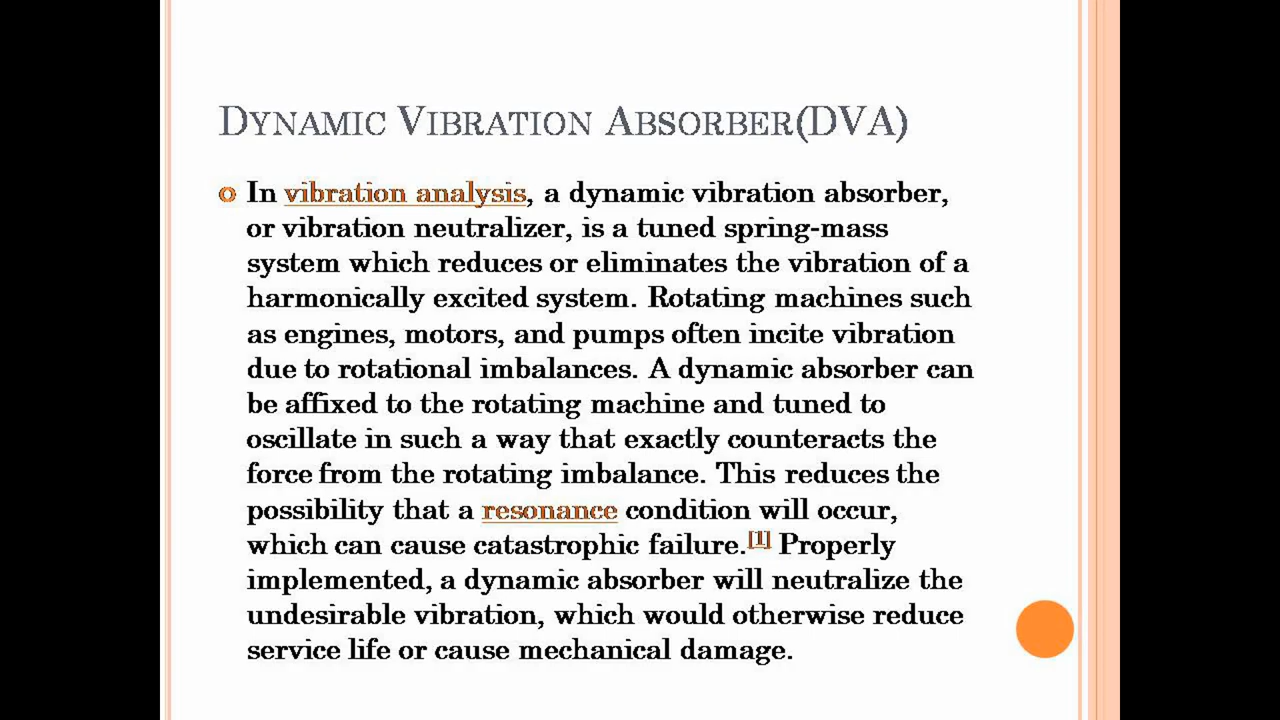 DYNAMIC VIBRATION ABSORBER(DVA)
In vibration analysis, a dynamic vibration absorber,
or vibration neutralizer, is a tuned spring-mass
system which reduces or eliminates the vibration of a
harmonically excited system. Rotating machines such
as engines, motors, and pumps often incite vibration
due to rotational imbalances. A dynamic absorber can
be affixed to the rotating machine and tuned to
oscillate in such a way that exactly counteracts the
force from the rotating imbalance. This reduces the
possibility that a resonance condition will occur,
which can cause catastrophic failure.[1] Properly
implemented, a dynamic absorber will neutralize the
undesirable vibration, which would otherwise reduce
service life or cause mechanical damage.